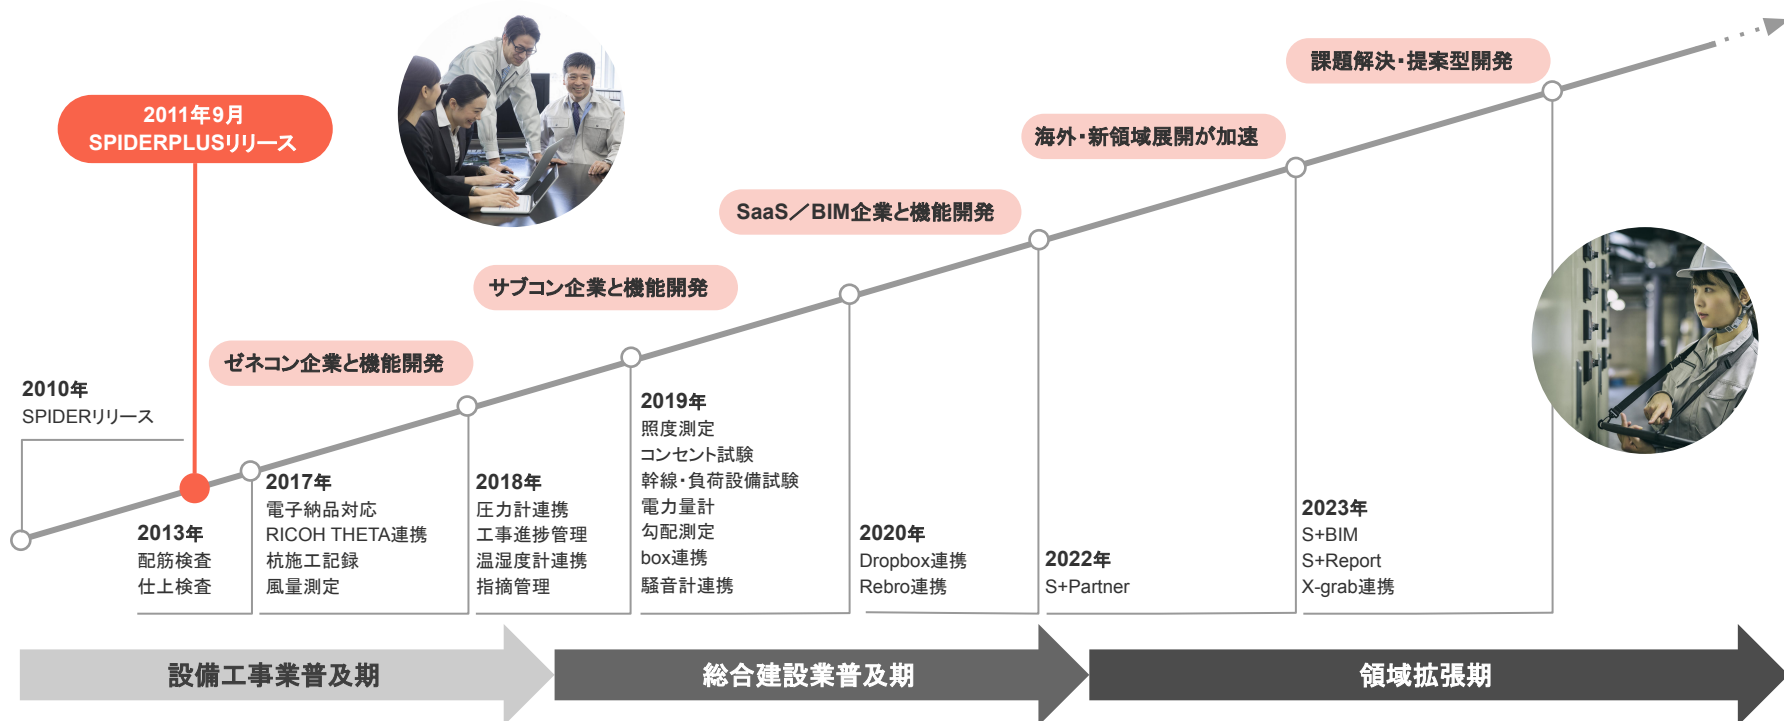 2011年9月
SPIDERPLUSリリース
課題解決・提案型開発
海外・新領域展開が加速
SaaS／BIM企業と機能開発
サブコン企業と機能開発
ゼネコン企業と機能開発
2010年
SPIDERリリース
2013年
配筋検査
仕上検査
2017年
電子納品対応
RICOH THETA連携
杭施工記録
風量測定
2018年
圧力計連携
工事進捗管理
温湿度計連携
指摘管理
2019年
照度測定
コンセント試験
幹線・負荷設備試験
電力量計
勾配測定
box連携
騒音計連携
2020年
Dropbox連携
Rebro連携
2022年
S+Partner
2023年
S+BIM
S+Report
X-grab連携
設備工事業普及期
総合建設業普及期
領域拡張期